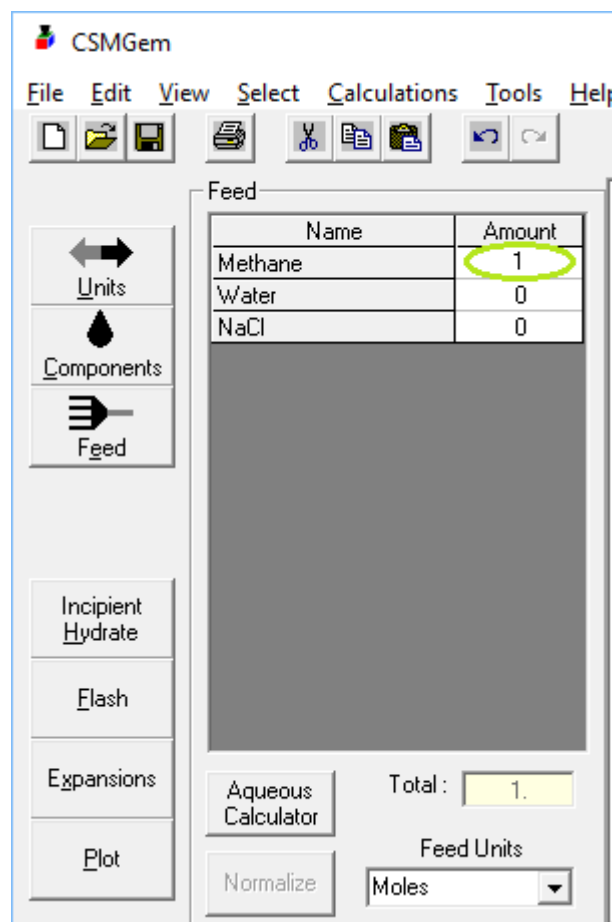 CSMGem
File Edit View Select Calculations Tools Help
Feed
Name Amount
Methane 1
Water 0
NaCl 0
Units
Components
Feed
Incipient
Hydrate
Flash
Expansions
Plot
Aqueous
Calculator
Total : 1.
Normalize
Feed Units
Moles